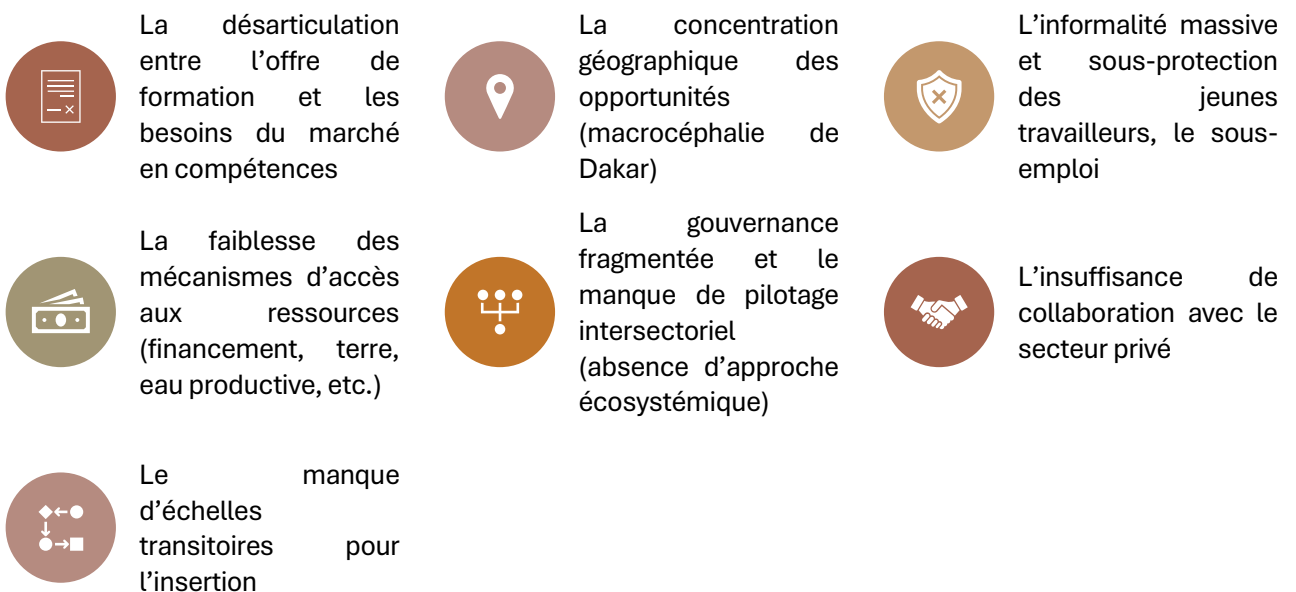 La désarticulation
entre l’offre de
formation et les
besoins du marché
en compétences
La concentration
géographique des
opportunités
(macrocéphalie de
Dakar)
L’informalité massive
et sous-protection
des jeunes
travailleurs, le sous-
emploi
La faiblesse des
mécanismes d’accès
aux ressources
(financement, terre,
eau productive, etc.)
La gouvernance
fragmentée et le
manque de pilotage
intersectoriel
(absence d’approche
écosystémique)
L’insuffisance de
collaboration avec le
secteur privé
Le manque
d’échelles
transitoires pour
l’insertion